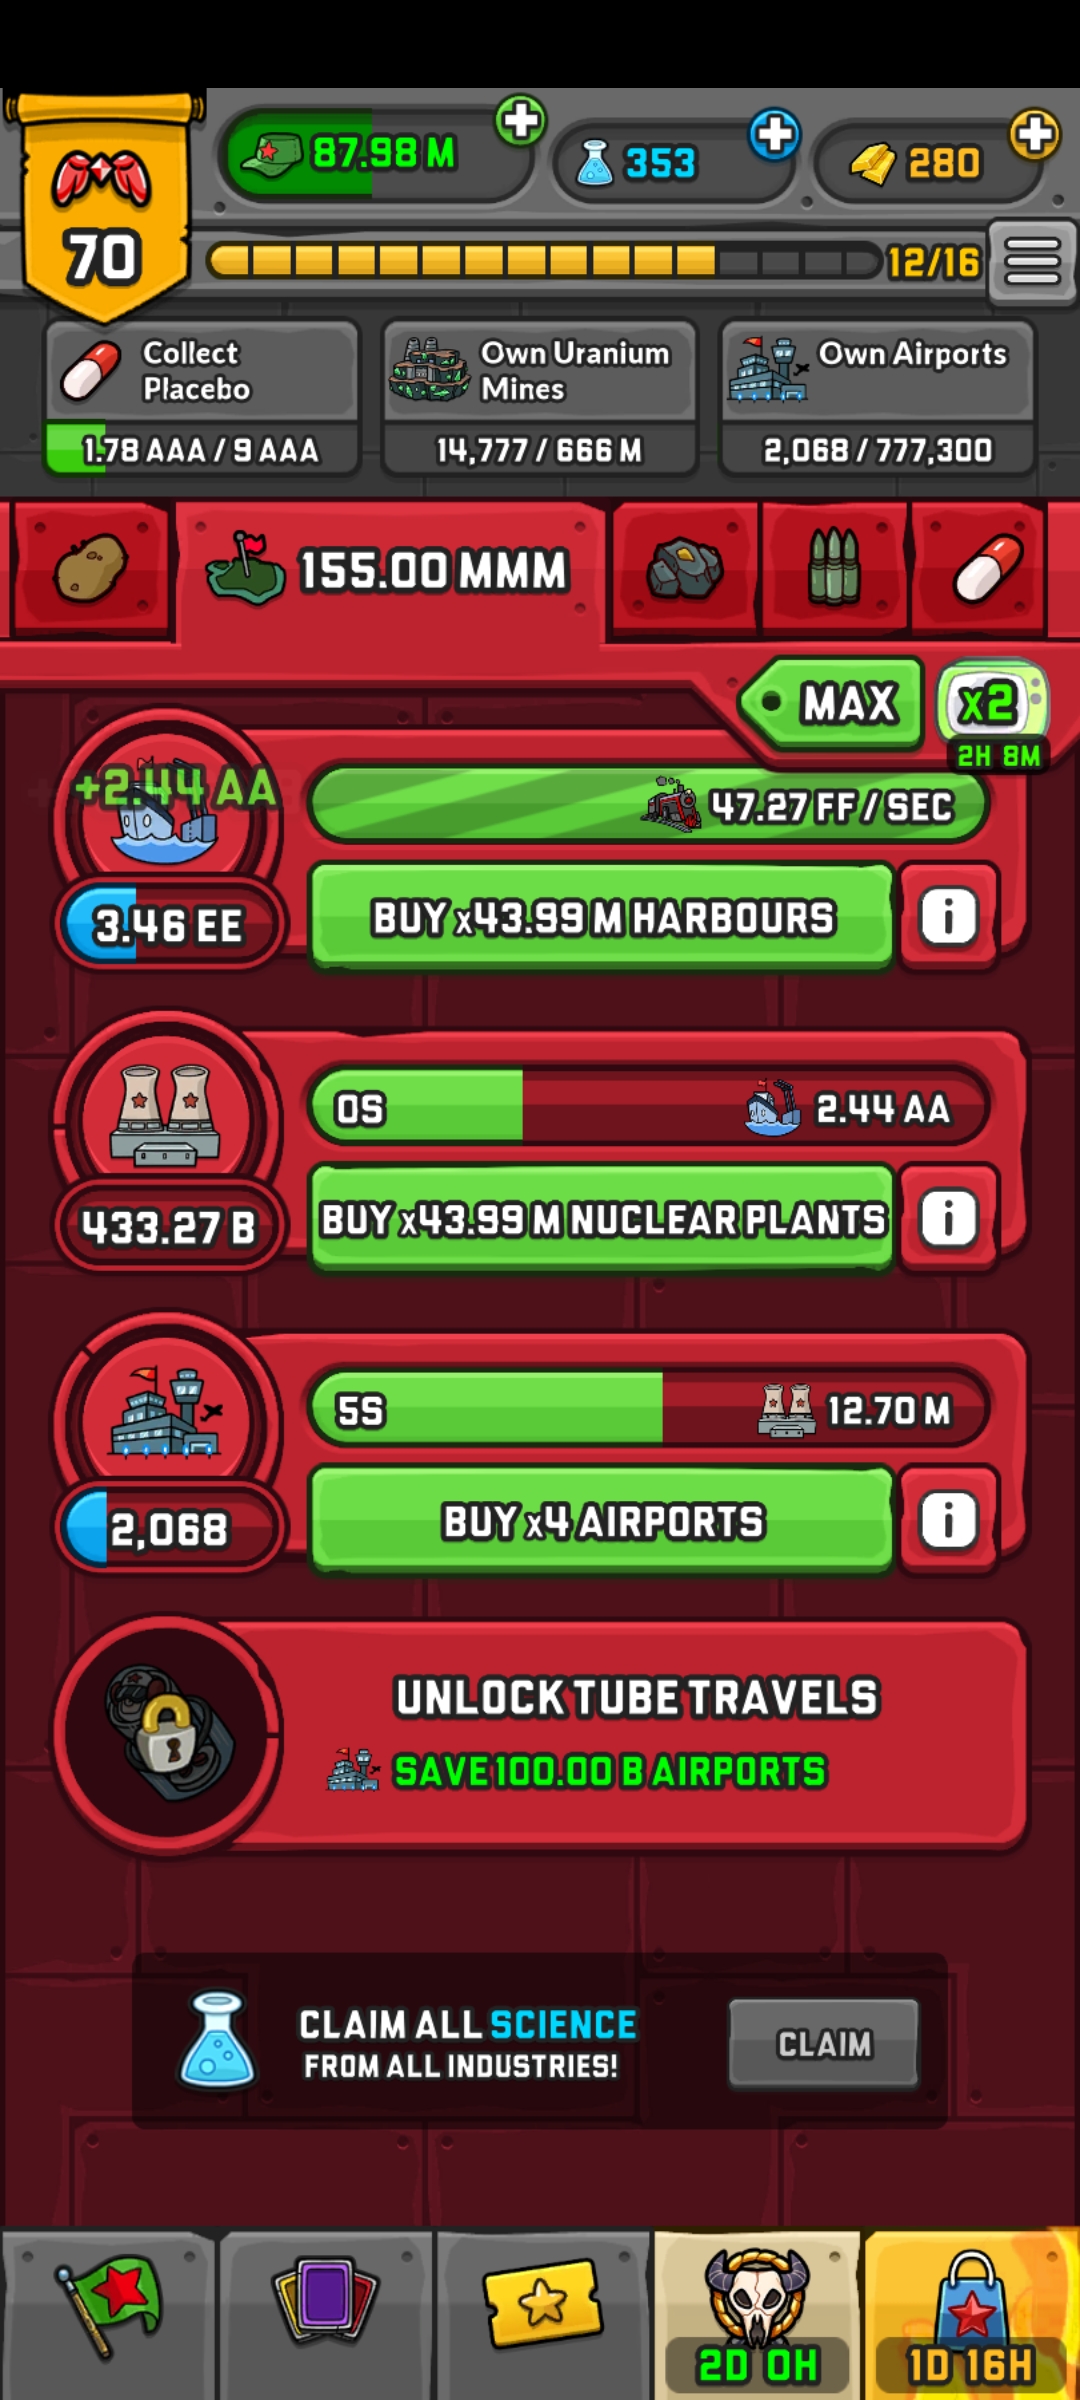 70
87.98 M
353
280
12/16
Collect
Placebo
1.78 AAA / 9 AAA
Own Uranium
Mines
14,777 / 666 M
Own Airports
2,068 / 777,300
155.00 MMM
MAX
x2
2H 8M
+2.44 AA
47.27 FF / SEC
3.46 EE
BUY x43.99 M HARBOURS
i
0S
2.44 AA
433.27 B
BUY x43.99 M NUCLEAR PLANTS
i
5S
12.70 M
2,068
BUY x4 AIRPORTS
i
UNLOCK TUBE TRAVELS
SAVE 100.00 B AIRPORTS
CLAIM ALL SCIENCE
FROM ALL INDUSTRIES!
CLAIM
2D 0H
1D 16H